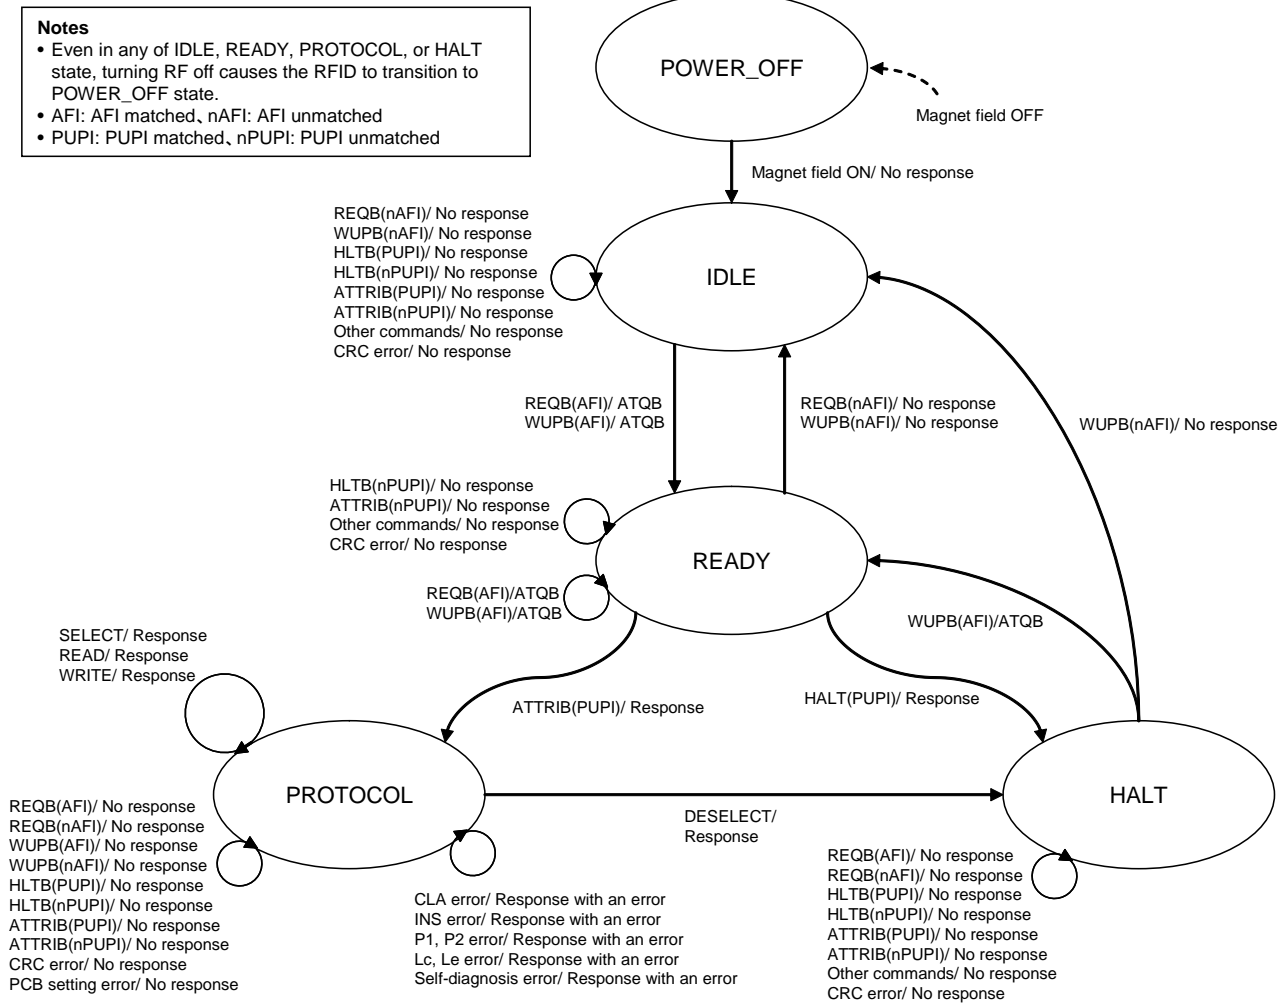 Notes
• Even in any of IDLE, READY, PROTOCOL, or HALT
state, turning RF off causes the RFID to transition to
POWER_OFF state.
• AFI: AFI matched、nAFI: AFI unmatched
• PUPI: PUPI matched、nPUPI: PUPI unmatched
POWER_OFF
Magnet field OFF
Magnet field ON/ No response
REQB(nAFI)/ No response
WUPB(nAFI)/ No response
HLTB(PUPI)/ No response
HLTB(nPUPI)/ No response
ATTRIB(PUPI)/ No response
ATTRIB(nPUPI)/ No response
Other commands/ No response
CRC error/ No response
IDLE
REQB(AFI)/ ATQB
WUPB(AFI)/ ATQB
REQB(nAFI)/ No response
WUPB(nAFI)/ No response
WUPB(nAFI)/ No response
HLTB(nPUPI)/ No response
ATTRIB(nPUPI)/ No response
Other commands/ No response
CRC error/ No response
READY
REQB(AFI)/ATQB
WUPB(AFI)/ATQB
WUPB(AFI)/ATQB
SELECT/ Response
READ/ Response
WRITE/ Response
ATTRIB(PUPI)/ Response
HALT(PUPI)/ Response
PROTOCOL
HALT
DESELECT/
Response
REQB(AFI)/ No response
REQB(nAFI)/ No response
WUPB(AFI)/ No response
WUPB(nAFI)/ No response
HLTB(PUPI)/ No response
HLTB(nPUPI)/ No response
ATTRIB(PUPI)/ No response
ATTRIB(nPUPI)/ No response
CRC error/ No response
PCB setting error/ No response
CLA error/ Response with an error
INS error/ Response with an error
P1, P2 error/ Response with an error
Lc, Le error/ Response with an error
Self-diagnosis error/ Response with an error
REQB(AFI)/ No response
REQB(nAFI)/ No response
HLTB(PUPI)/ No response
HLTB(nPUPI)/ No response
ATTRIB(PUPI)/ No response
ATTRIB(nPUPI)/ No response
Other commands/ No response
CRC error/ No response